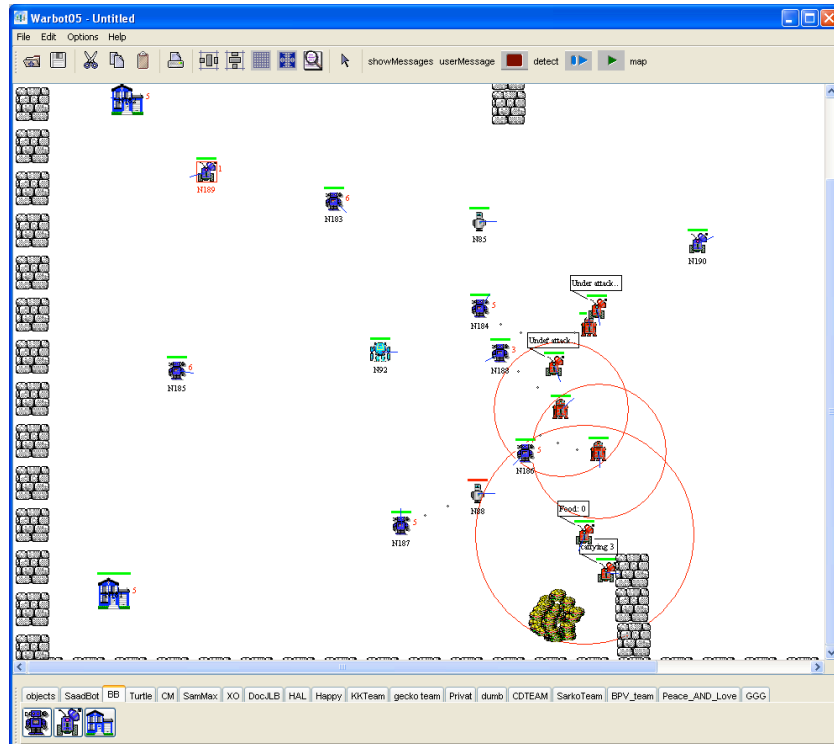 Warbot05 - Untitled
File Edit Options Help
showMessages userMessage detect map
5
1
N189
6
N183
N85
N190
Under attack..
5
N184
Under attack..
3
N188
N92
6
N185
5
N186
N88
Food: 0
5
N187
carrying 3
5
objects SaadBot BB Turtle CM SamMax XO DocJLB HAL Happy KKTeam gecko team Privat dumb CDTEAM SarkoTeam BPV_team Peace_AND_Love GGG